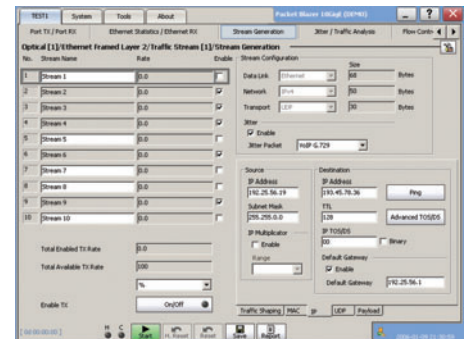 TEST1 System Tools About Packet Blazer 10GigE (DEMO)
Port TX / Port RX Ethernet Statistics / Ethernet RX Stream Generation Jitter / Traffic Analysis Flow Contr
Optical [1]/Ethernet Framed Layer 2/Traffic Stream [1]/Stream Generation
No. Stream Name Rate Enable
1 Stream 1 0.0
2 Stream 2 0.0
3 Stream 3 0.0
4 Stream 4 0.0
5 Stream 5 0.0
6 Stream 6 0.0
7 Stream 7 0.0
8 Stream 8 0.0
9 Stream 9 0.0
10 Stream 10 0.0
Total Enabled TX Rate 0.0
Total Available TX Rate 100
%
Enable TX On/Off
Stream Configuration
Size
Data Link Ethernet 68 Bytes
Network IPv4 50 Bytes
Transport UDP 30 Bytes
Jitter
Enable
Jitter Packet VoIP G.729
Source
IP Address
192.25.56.19
Subnet Mask
255.255.0.0
IP Multiplicator
Enable
Range
Destination
IP Address
193.45.78.36 Ping
TTL
128 Advanced TOS/DS
IP TOS/DS
00 Binary
Default Gateway
Enable
Default Gateway 192.25.56.1
Traffic Shaping MAC IP UDP Payload
H C
Start H. Reset Reset Save Report